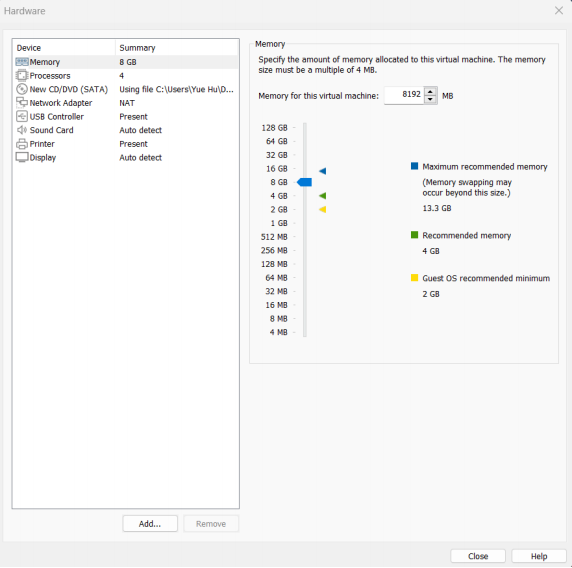 Hardware
Device Summary
Memory 8 GB
Processors 4
New CD/DVD (SATA) Using file C:\Users\Yue Hu\D...
Network Adapter NAT
USB Controller Present
Sound Card Auto detect
Printer Present
Display Auto detect
Add... Remove
Memory
Specify the amount of memory allocated to this virtual machine. The memory
size must be a multiple of 4 MB.
Memory for this virtual machine: 8192 MB
128 GB
64 GB
32 GB
16 GB
8 GB
4 GB
2 GB
1 GB
512 MB
256 MB
128 MB
64 MB
32 MB
16 MB
8 MB
4 MB
Maximum recommended memory
(Memory swapping may
occur beyond this size.)
13.3 GB
Recommended memory
4 GB
Guest OS recommended minimum
2 GB
Close Help